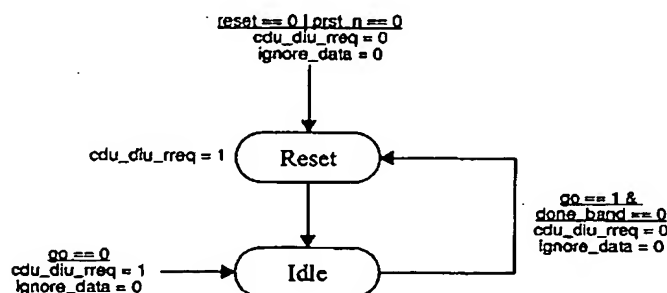 reset == 0 | prst_n == 0
cdu_diu_rreq = 0
ignore_data = 0
cdu_diu_rreq = 1
Reset
go == 1 &
done_band == 0
cdu_diu_rreq = 0
ignore_data = 0
go == 0
cdu_diu_rreq = 1
ignore_data = 0
Idle